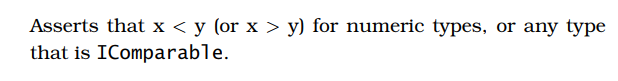 Asserts that x < y (or x > y) for numeric types, or any type
that is IComparable.